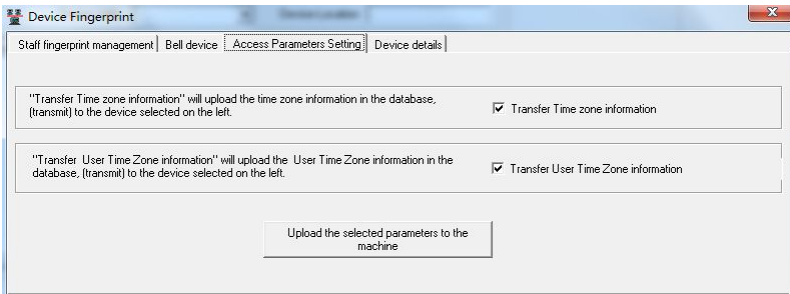 Device Fingerprint
Device Location
Staff fingerprint management Bell device Access Parameters Setting Device details
"Transfer Time zone information" will upload the time zone information in the database,
(transmit) to the device selected on the left.
Transfer Time zone information
"Transfer User Time Zone information" will upload the User Time Zone information in the
database, (transmit) to the device selected on the left.
Transfer User Time Zone information
Upload the selected parameters to the
machine